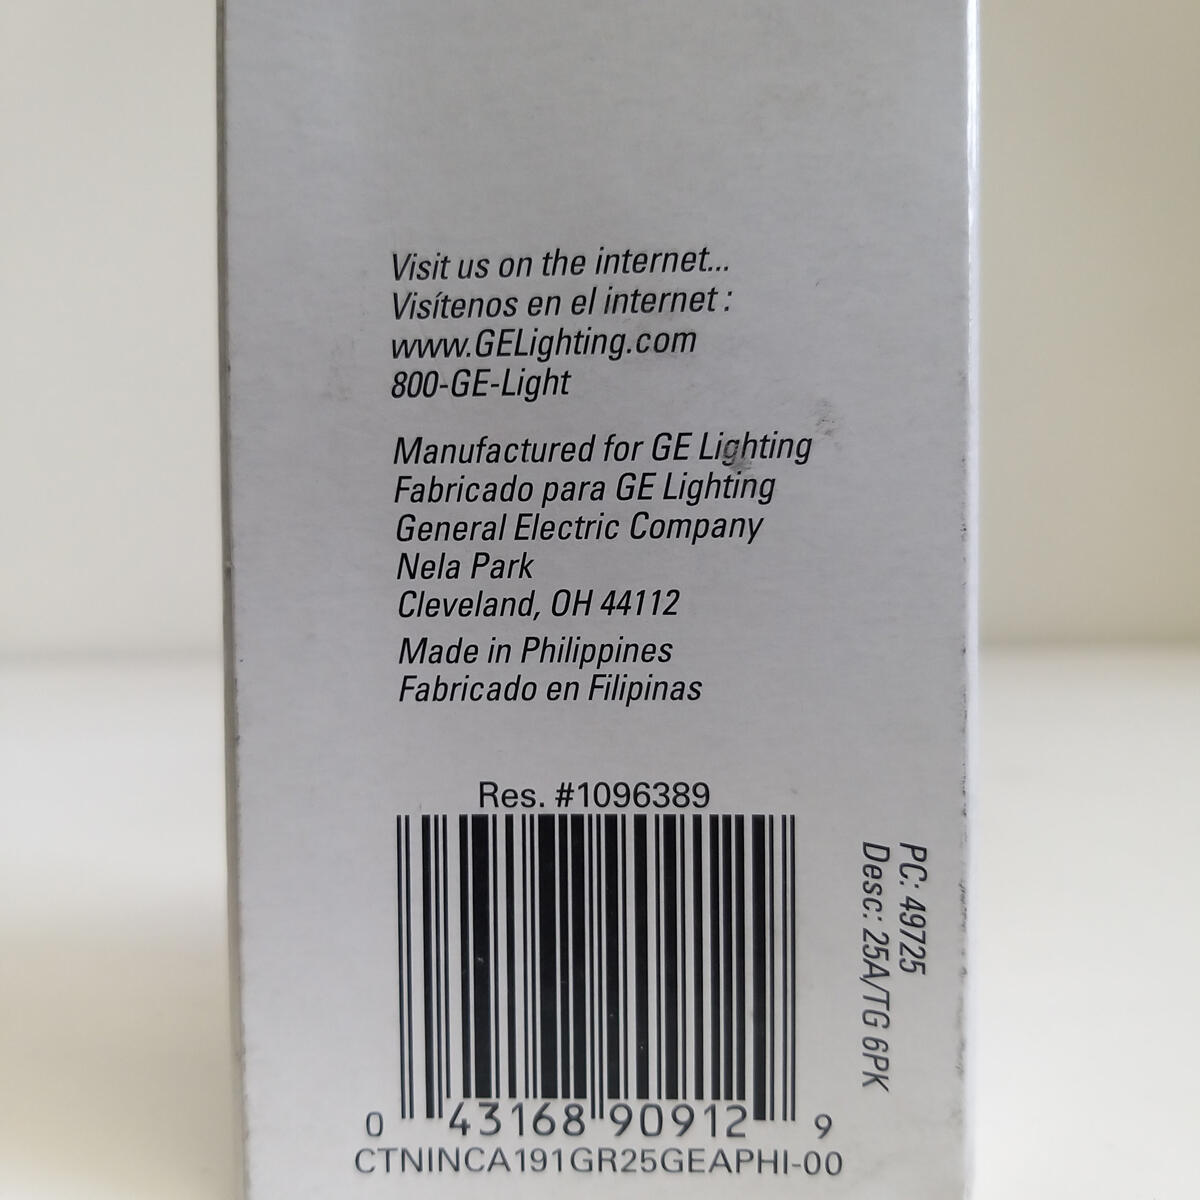 Visit us on the internet...
Visítenos en el internet :
www.GELighting.com
800-GE-Light
Manufactured for GE Lighting
Fabricado para GE Lighting
General Electric Company
Nela Park
Cleveland, OH 44112
Made in Philippines
Fabricado en Filipinas
Res. #1096389
0 43168 90912 9
CTNINCA191GR25GEAPHI-00
PC: 49725
Desc: 25A/TG 6PK